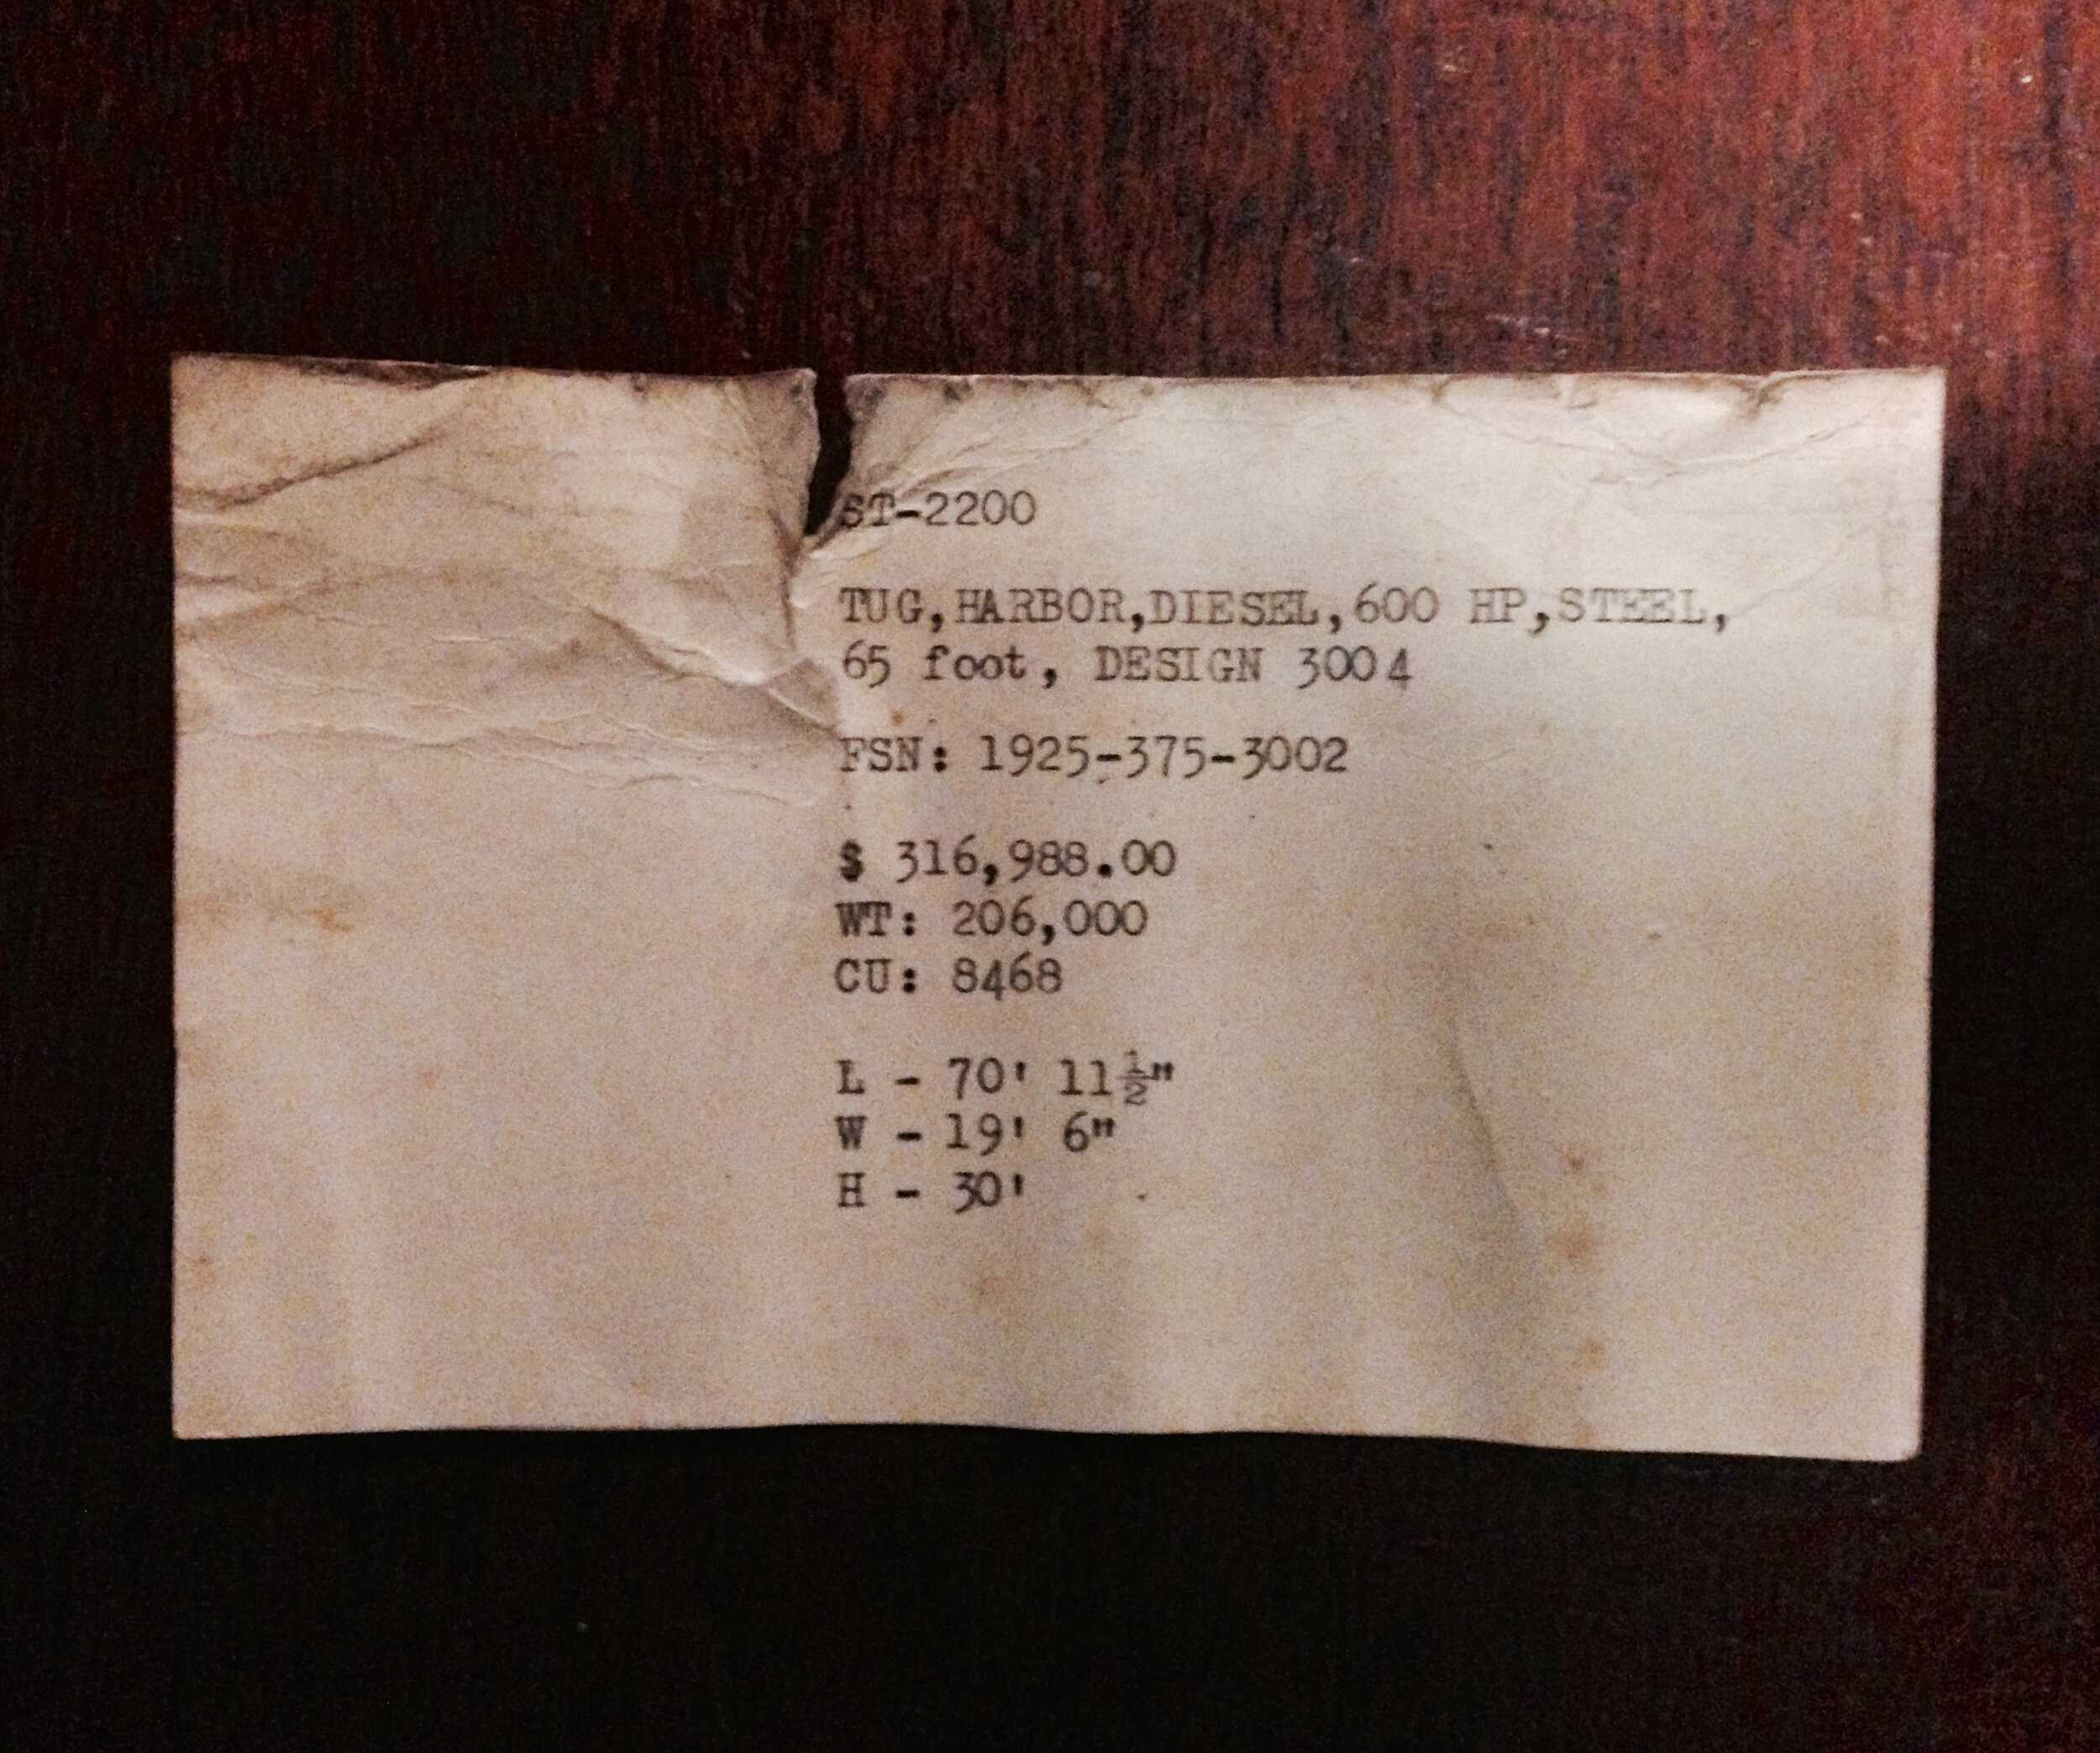 ST-2200
TUG,HARBOR,DIESEL,600 HP,STEEL,
65 foot, DESIGN 3004
FSN: 1925-375-3002
$ 316,988.00
WT: 206,000
CU: 8468
L - 70' 11½"
W - 19' 6"
H - 30'